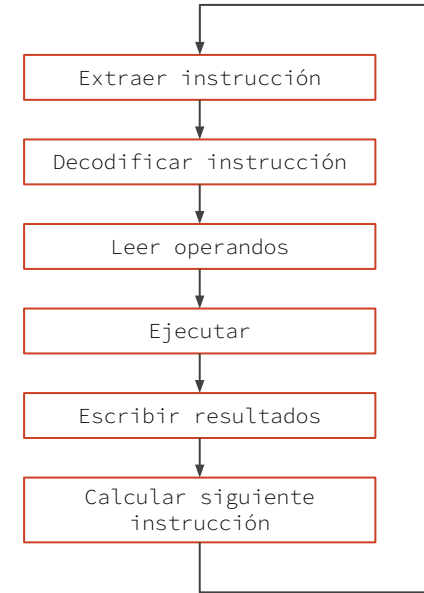 Extraer instrucción
Decodificar instrucción
Leer operandos
Ejecutar
Escribir resultados
Calcular siguiente
instrucción